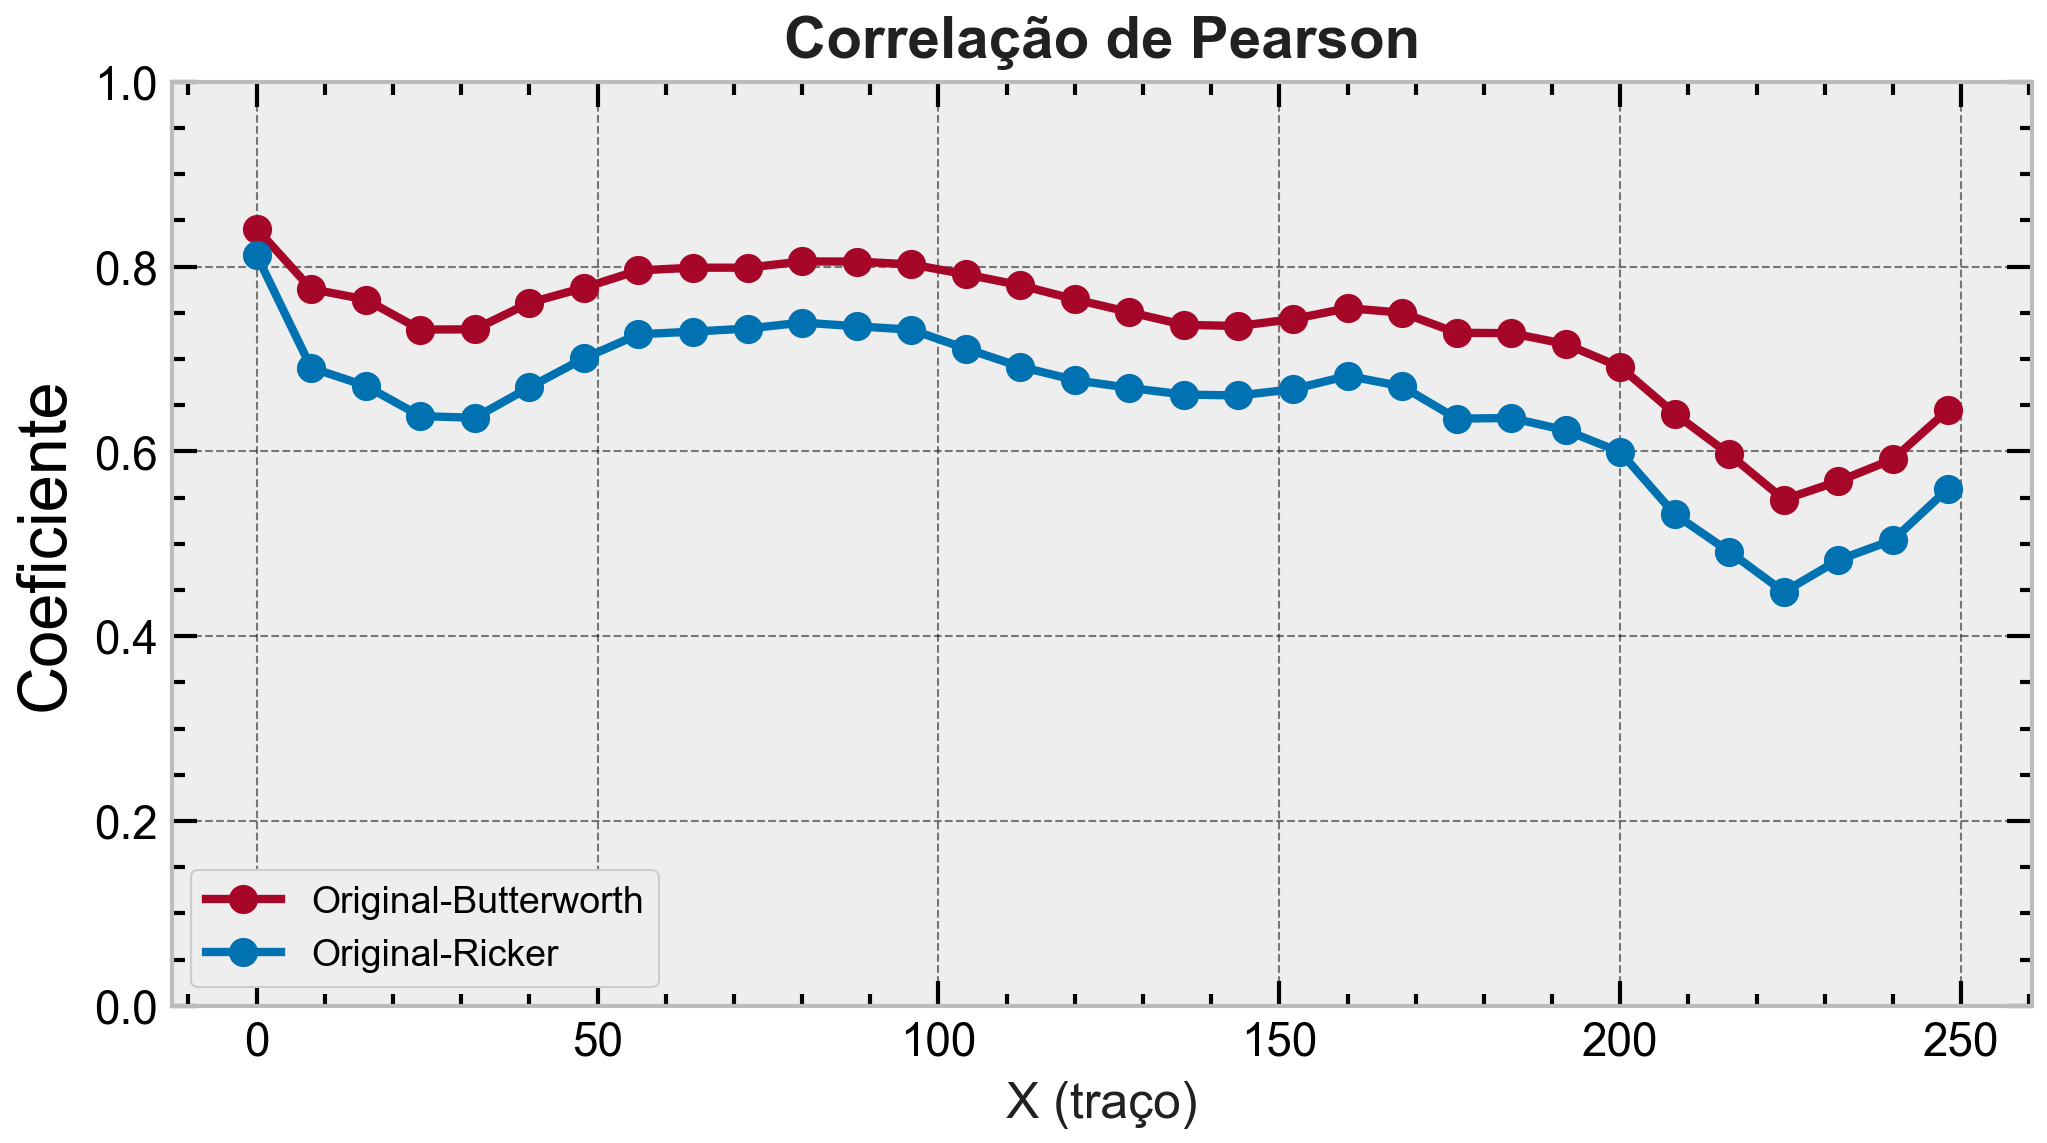 Correlação de Pearson
1.0
0.8
0.6
0.4
0.2
0.0
Coeficiente
Original-Butterworth
Original-Ricker
0 50 100 150 200 250
X (traço)